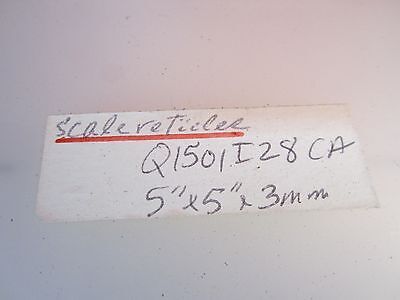 Scale reticles
Q1501I28CA
5"x5"x3mm